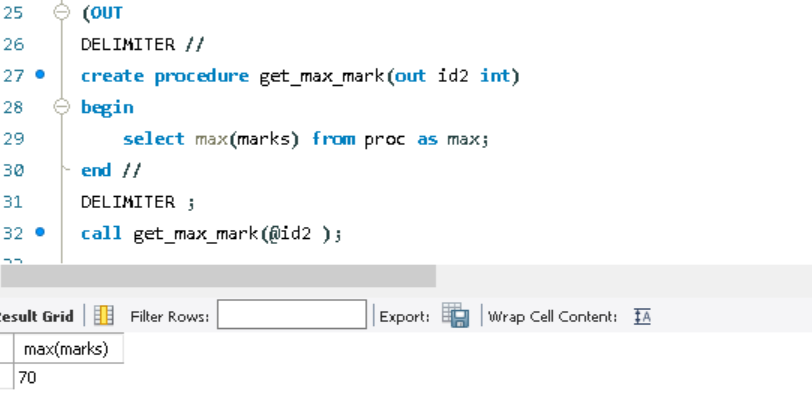 25 (OUT
26 DELIMITER //
27 create procedure get_max_mark(out id2 int)
28 begin
29 select max(marks) from proc as max;
30 end //
31 DELIMITER ;
32 call get_max_mark(@id2 );
Result Grid Filter Rows: Export: Wrap Cell Content: IA
max(marks)
70